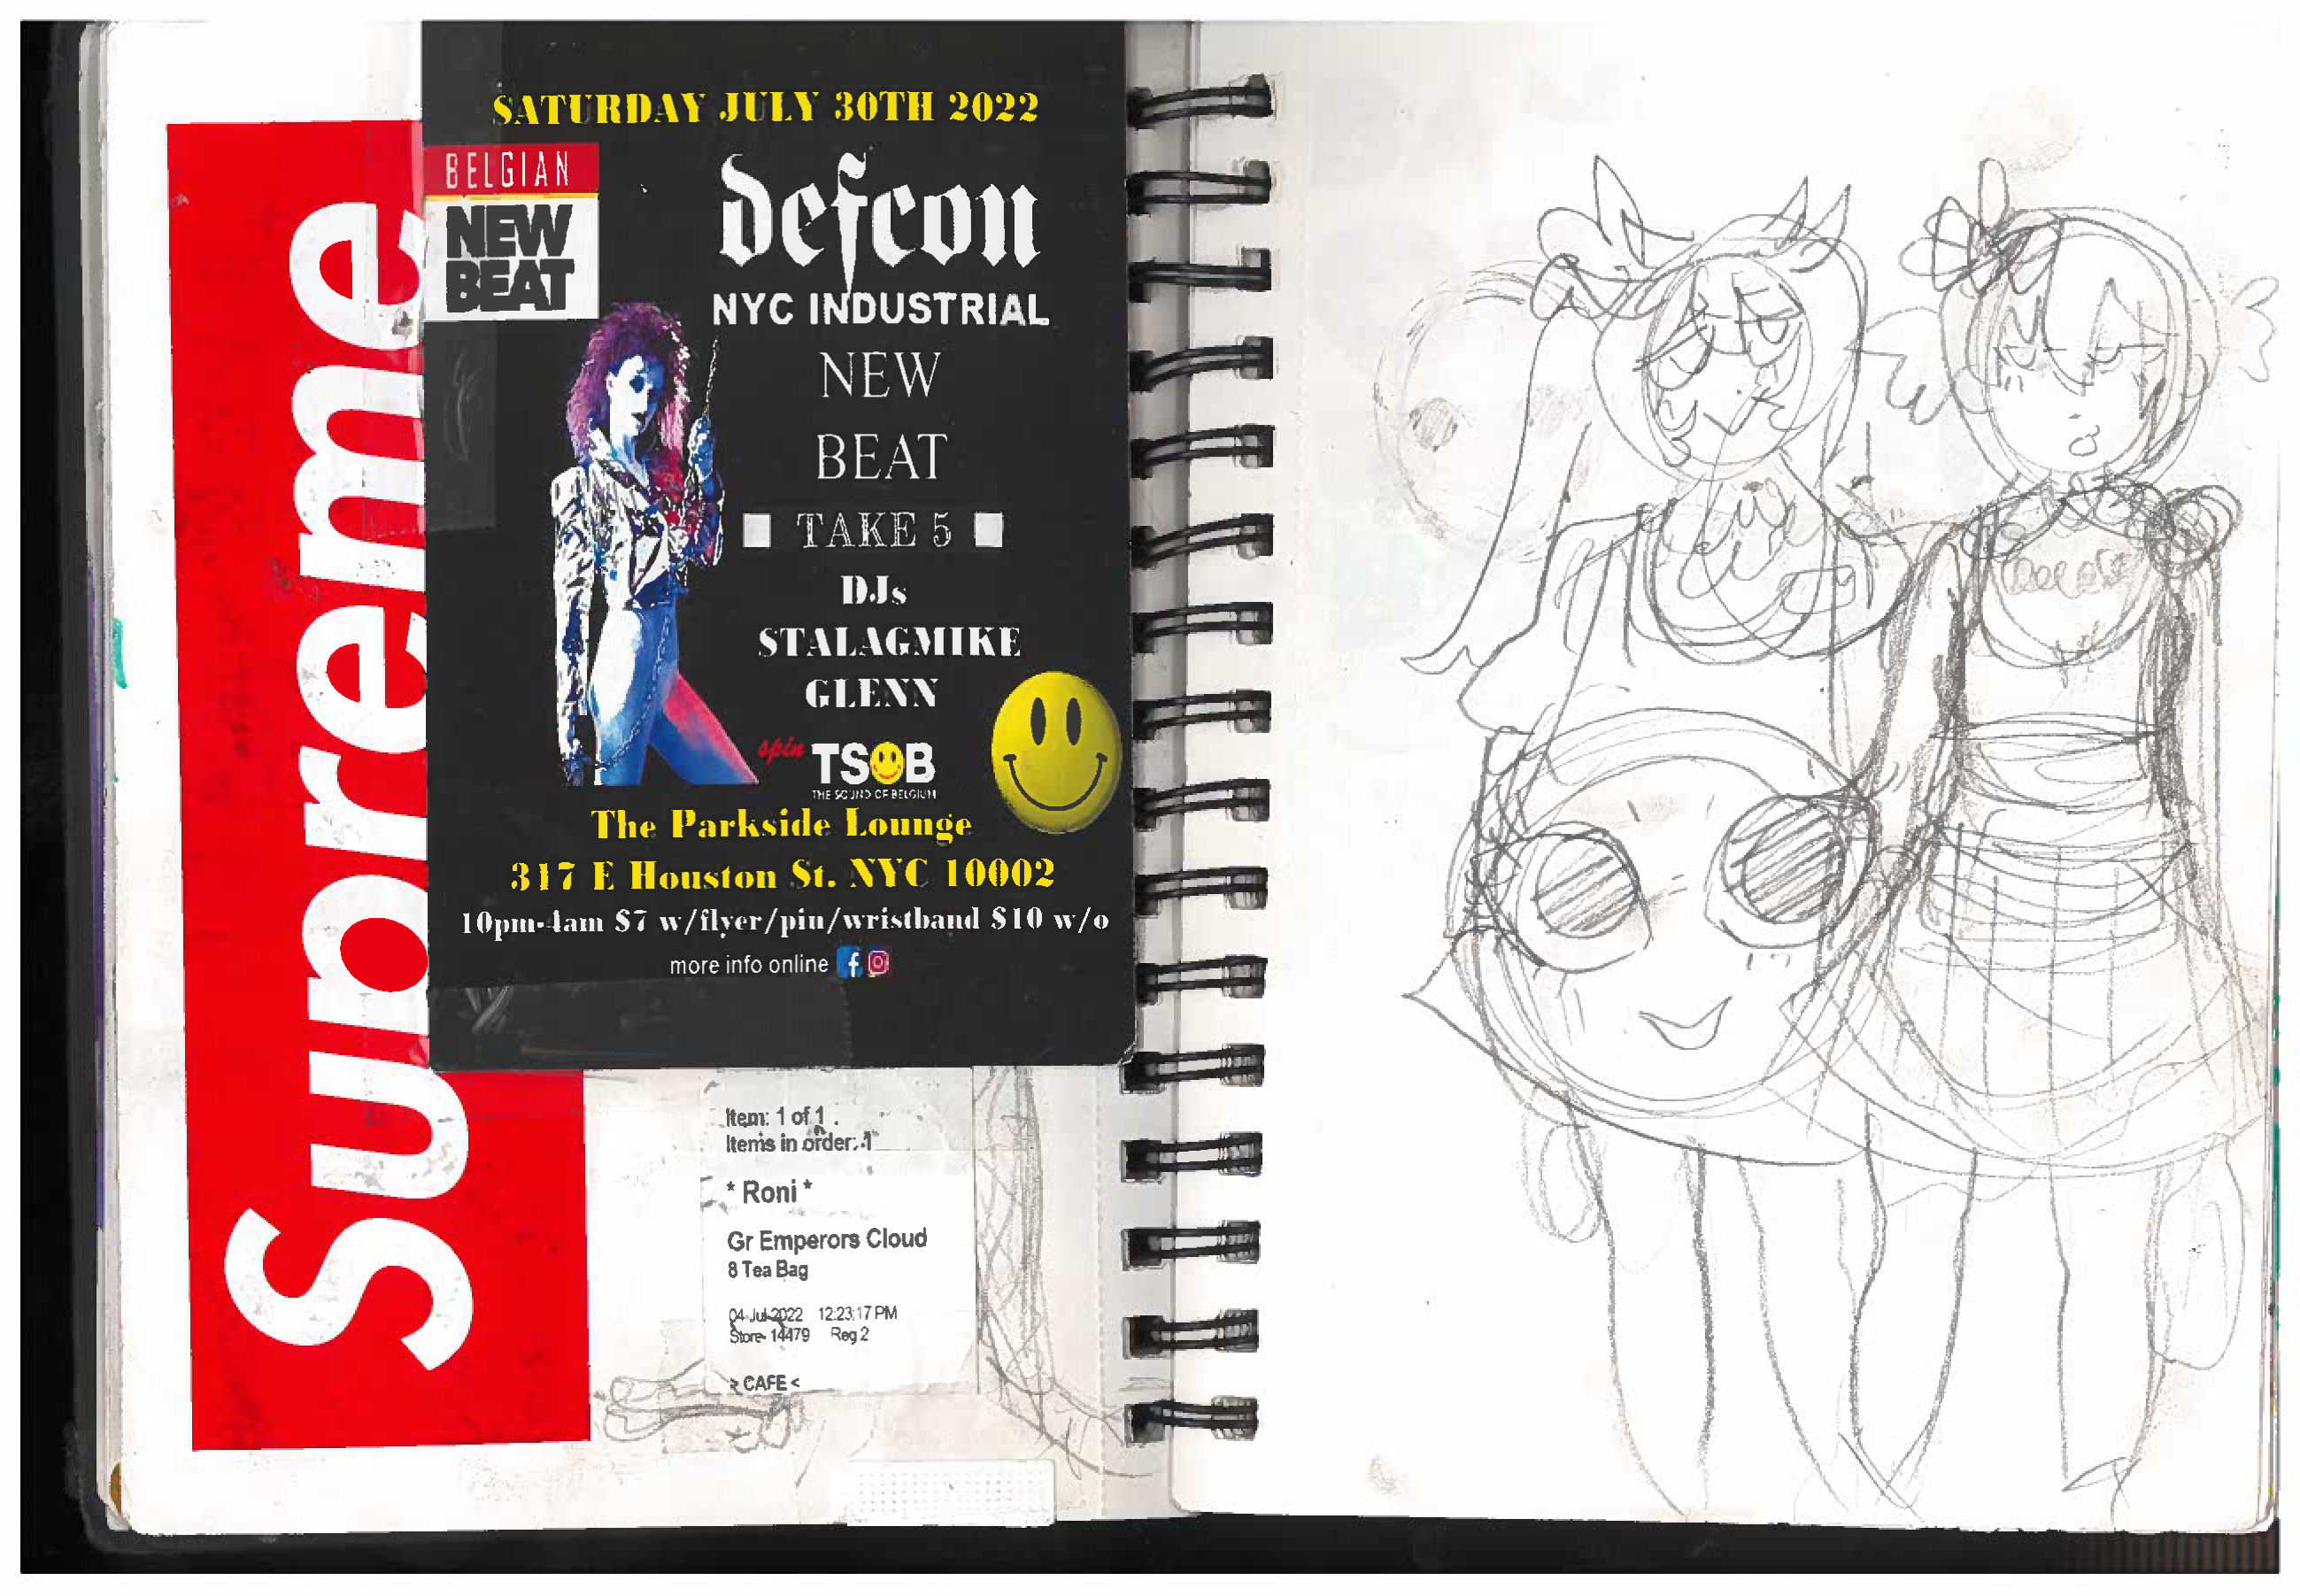 Supreme
SATURDAY JULY 30TH 2022
BELGIAN
NEW
BEAT
defcon
NYC INDUSTRIAL
NEW
BEAT
TAKE 5
DJs
STALAGMIKE
GLENN
spin TSOB
THE SOUND OF BELGIUM
The Parkside Lounge
317 E Houston St. NYC 10002
10pm-4am $7 w/flyer/pin/wristband $10 w/o
more info online
Item: 1 of 1
Items in order: 1
* Roni *
Gr Emperors Cloud
8 Tea Bag
04-Jul-2022 12:23:17 PM
Store- 14479 Reg 2
> CAFE <